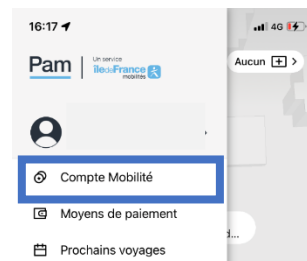 16:17
4G
Pam
Un service
îledeFrance
mobilités
Aucun
Compte Mobilité
Moyens de paiement
Prochains voyages
d...